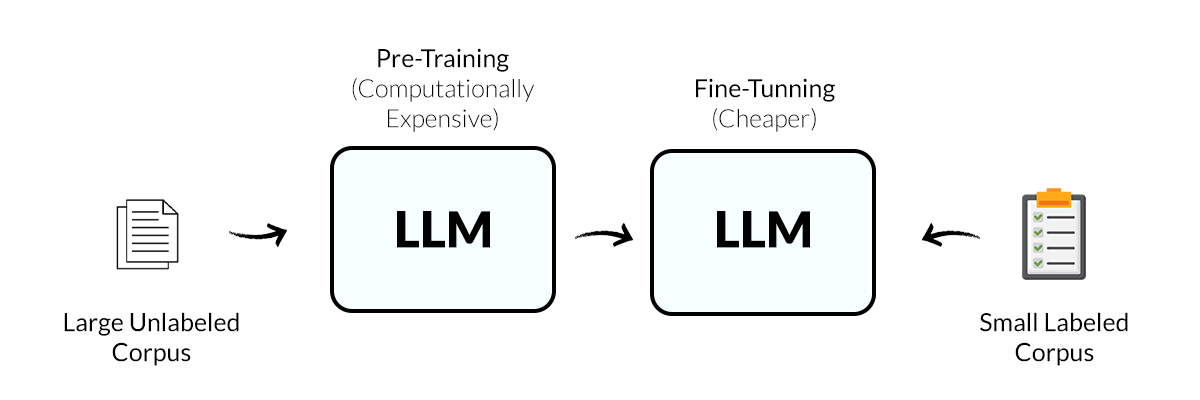 Pre-Training
(Computationally
Expensive)
Fine-Tunning
(Cheaper)
LLM
LLM
Large Unlabeled
Corpus
Small Labeled
Corpus